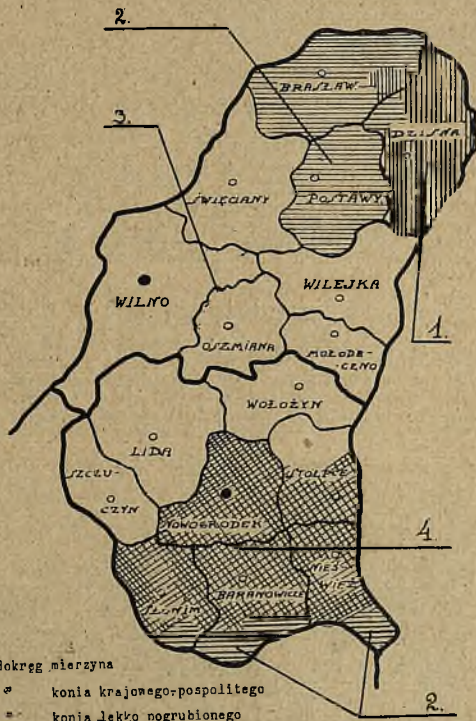 2.
BRASŁAW
3.
DZISNA
ŚWIĘCIANY
POSTAWY
WILNO
WILEJKA
1.
OSZMIANA
MOŁODE-
CZNO
WOŁOŻYN
LIDA
SZCZU-
CZYN
STOŁPCE
NOWOGRÓDEK
4.
NIEŚ-
WIEŻ
SŁONIM
BARANOWICZE
okręg mierzyna
" konia krajowego-pospolitego
" konia lekko pogrubionego
2.